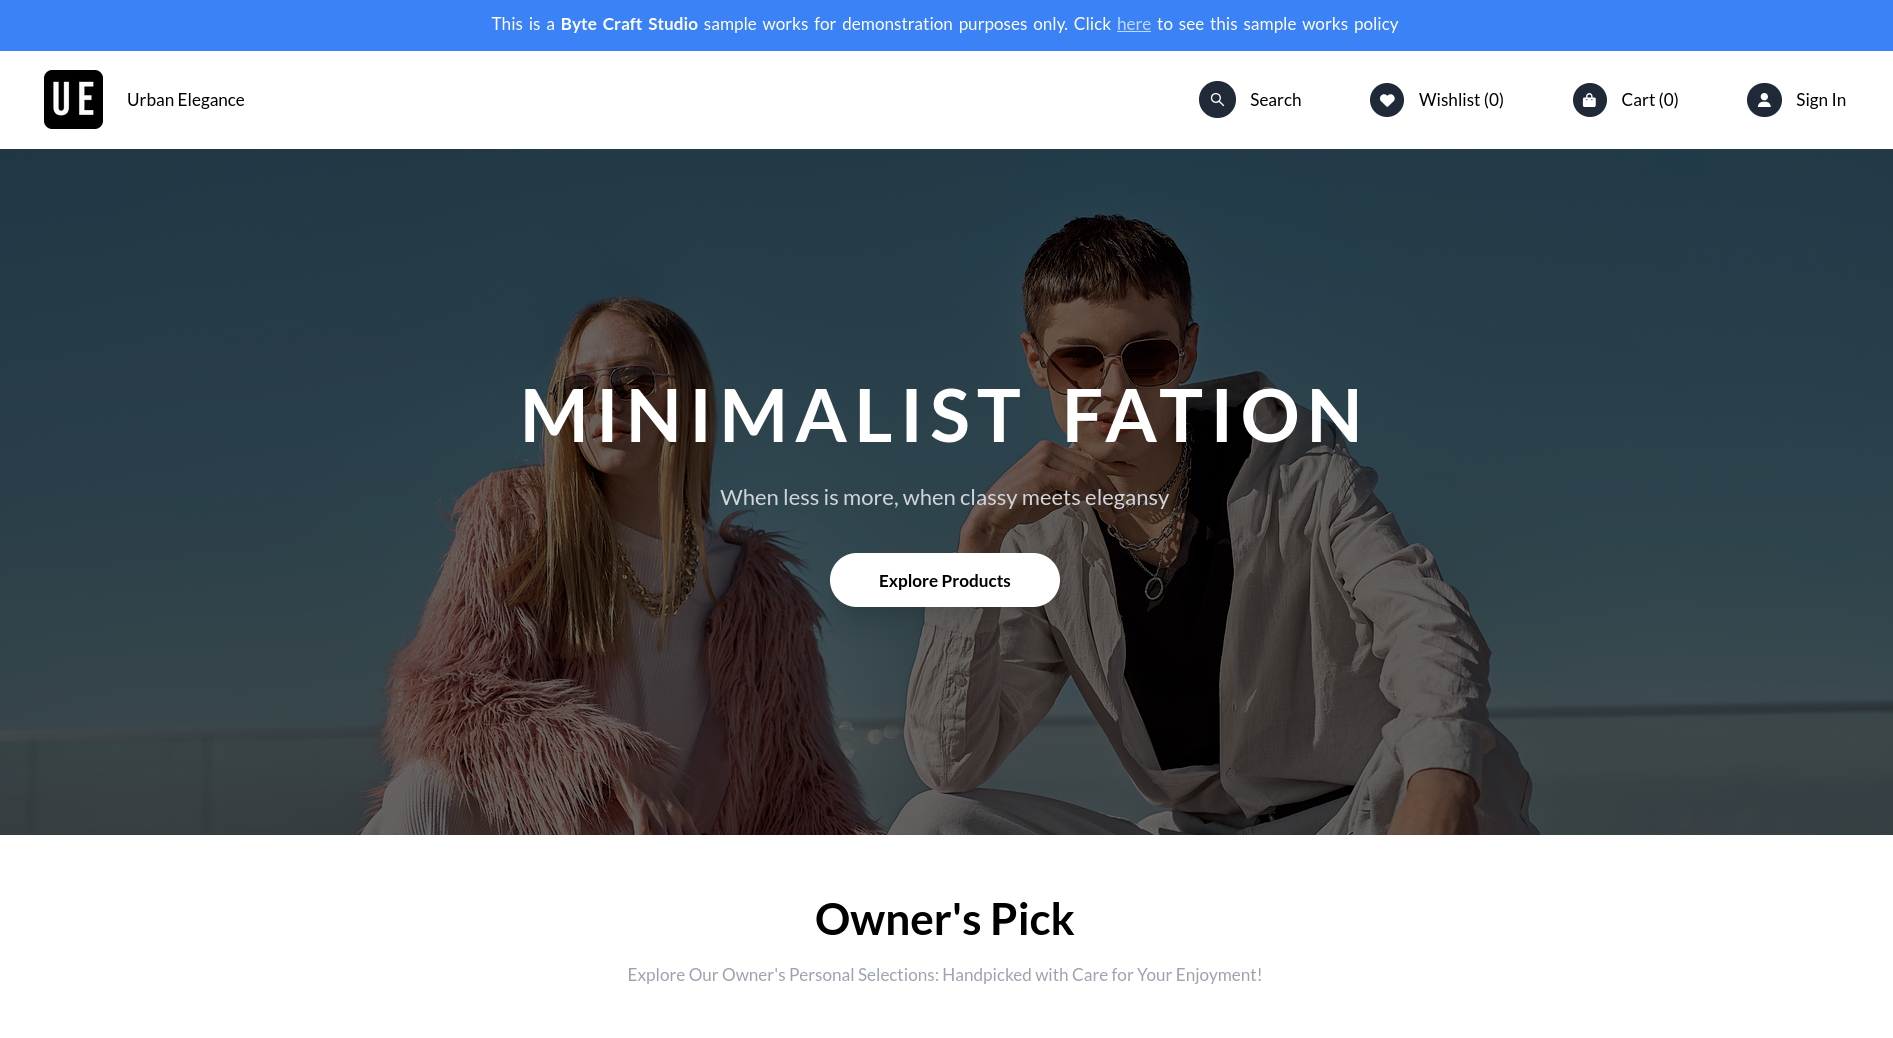 This is a Byte Craft Studio sample works for demonstration purposes only. Click here to see this sample works policy
UE
Urban Elegance
Search
Wishlist (0)
Cart (0)
Sign In
MINIMALIST FATION
When less is more, when classy meets elegansy
Explore Products
Owner's Pick
Explore Our Owner's Personal Selections: Handpicked with Care for Your Enjoyment!